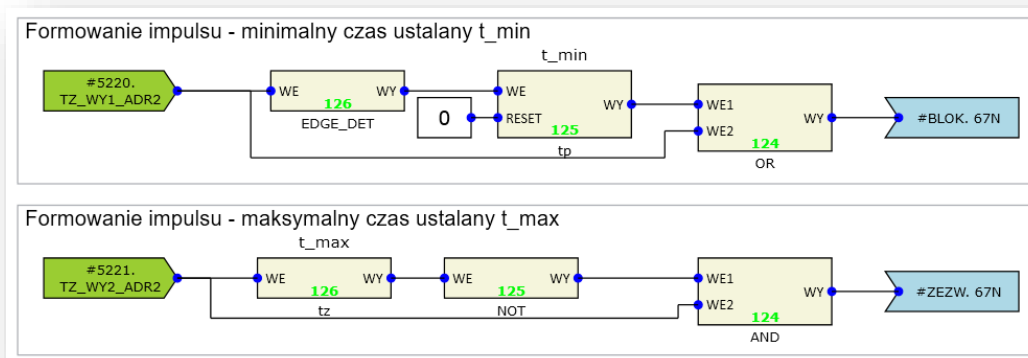 Formowanie impulsu - minimalny czas ustalany t_min
t_min
#5220.
TZ_WY1_ADR2
WE WY
126
EDGE_DET
0
WE
RESET
WY
125
tp
WE1
WE2
WY
124
OR
#BLOK. 67N
Formowanie impulsu - maksymalny czas ustalany t_max
t_max
#5221.
TZ_WY2_ADR2
WE WY
126
tz
WE WY
125
NOT
WE1
WE2
WY
124
AND
#ZEZW. 67N